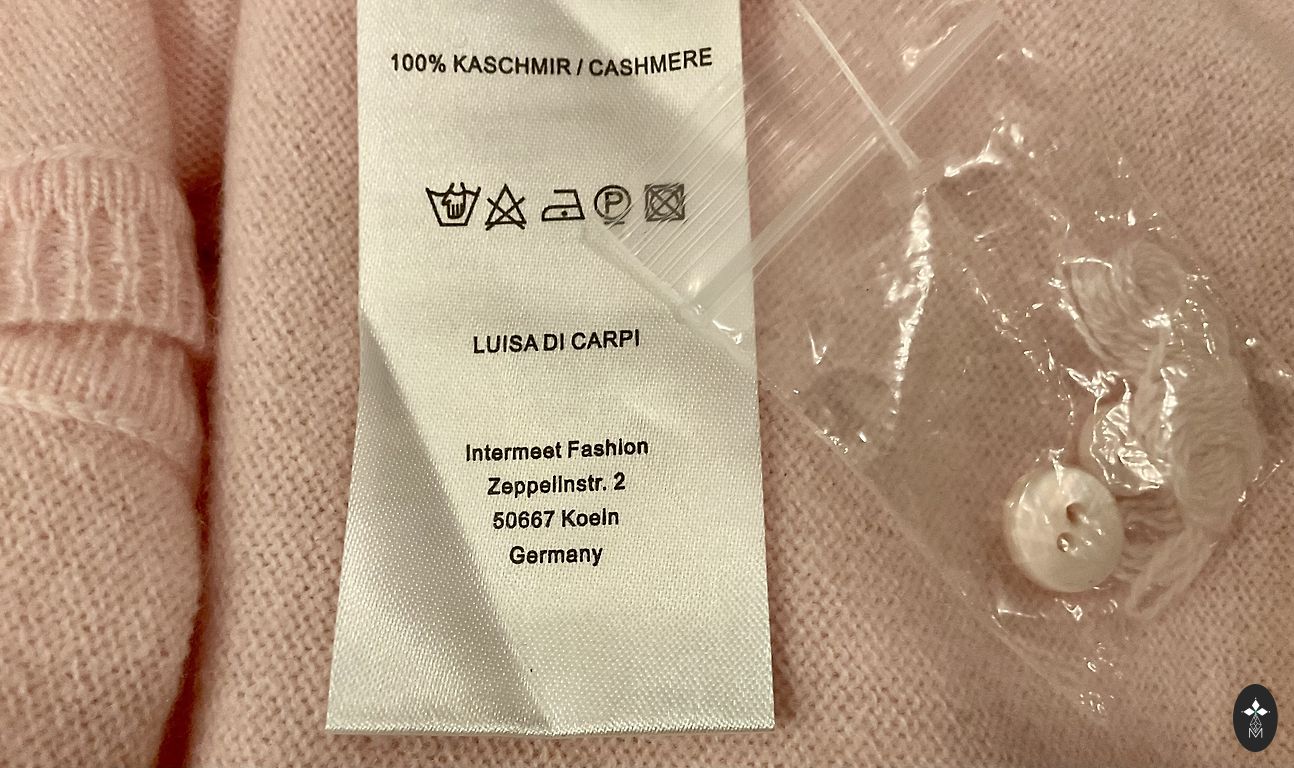 100% KASCHMIR / CASHMERE
P
LUISA DI CARPI
Intermeet Fashion
Zeppelinstr. 2
50667 Koeln
Germany
M